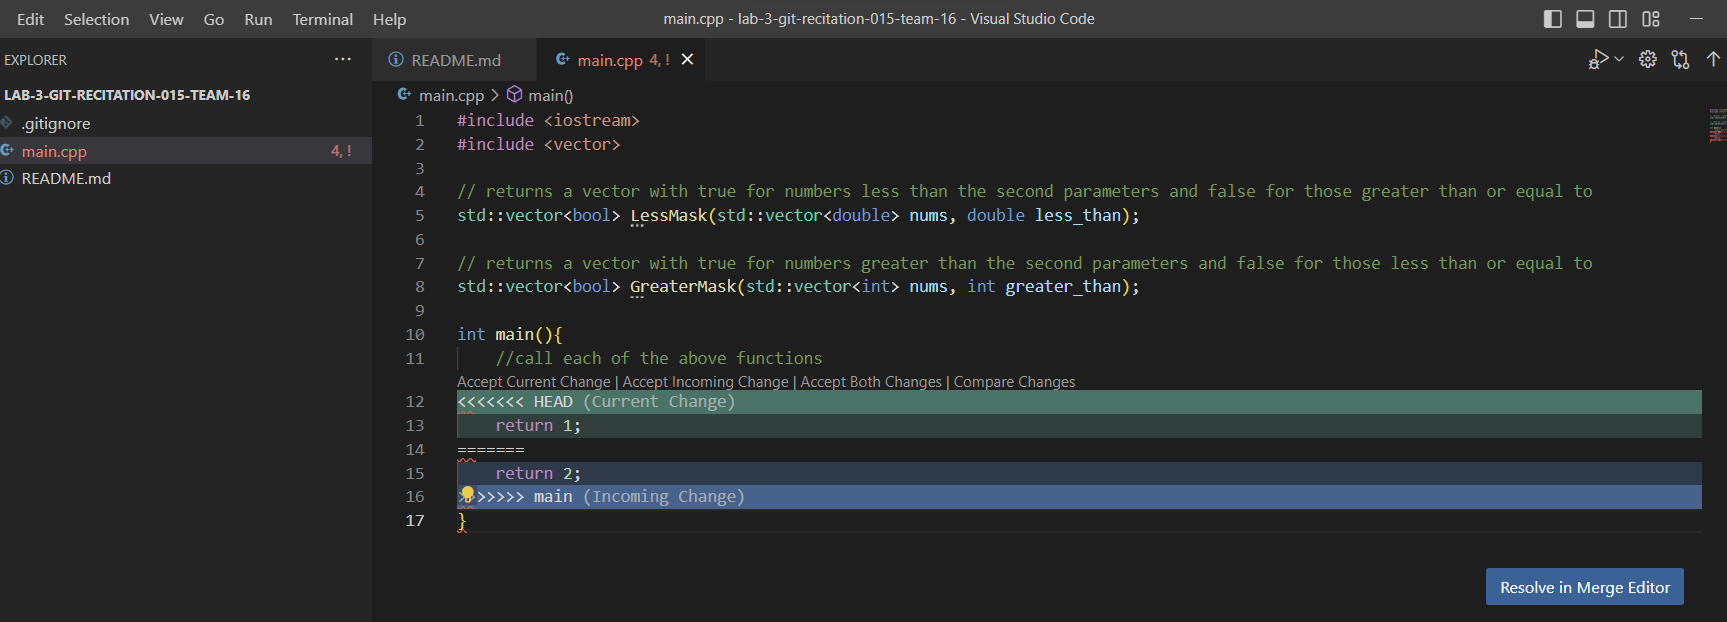 Edit Selection View Go Run Terminal Help main.cpp - lab-3-git-recitation-015-team-16 - Visual Studio Code
EXPLORER ···
README.md main.cpp 4, !
LAB-3-GIT-RECITATION-015-TEAM-16
.gitignore
main.cpp 4, !
README.md
main.cpp > main()
1 #include <iostream>
2 #include <vector>
3
4 // returns a vector with true for numbers less than the second parameters and false for those greater than or equal to
5 std::vector<bool> LessMask(std::vector<double> nums, double less_than);
6
7 // returns a vector with true for numbers greater than the second parameters and false for those less than or equal to
8 std::vector<bool> GreaterMask(std::vector<int> nums, int greater_than);
9
10 int main(){
11 //call each of the above functions
Accept Current Change | Accept Incoming Change | Accept Both Changes | Compare Changes
12 <<<<<<< HEAD (Current Change)
13 return 1;
14 =======
15 return 2;
16 >>>>>>> main (Incoming Change)
17 }
Resolve in Merge Editor